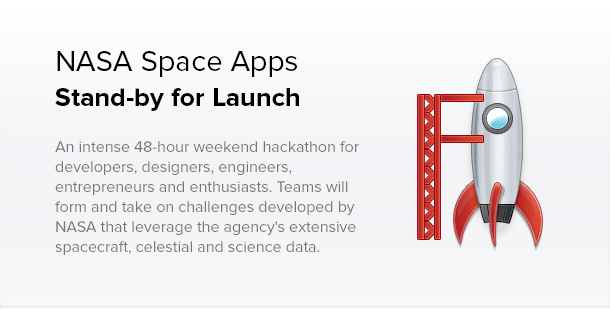 NASA Space Apps
Stand-by for Launch
An intense 48-hour weekend hackathon for
developers, designers, engineers,
entrepreneurs and enthusiasts. Teams will
form and take on challenges developed by
NASA that leverage the agency's extensive
spacecraft, celestial and science data.